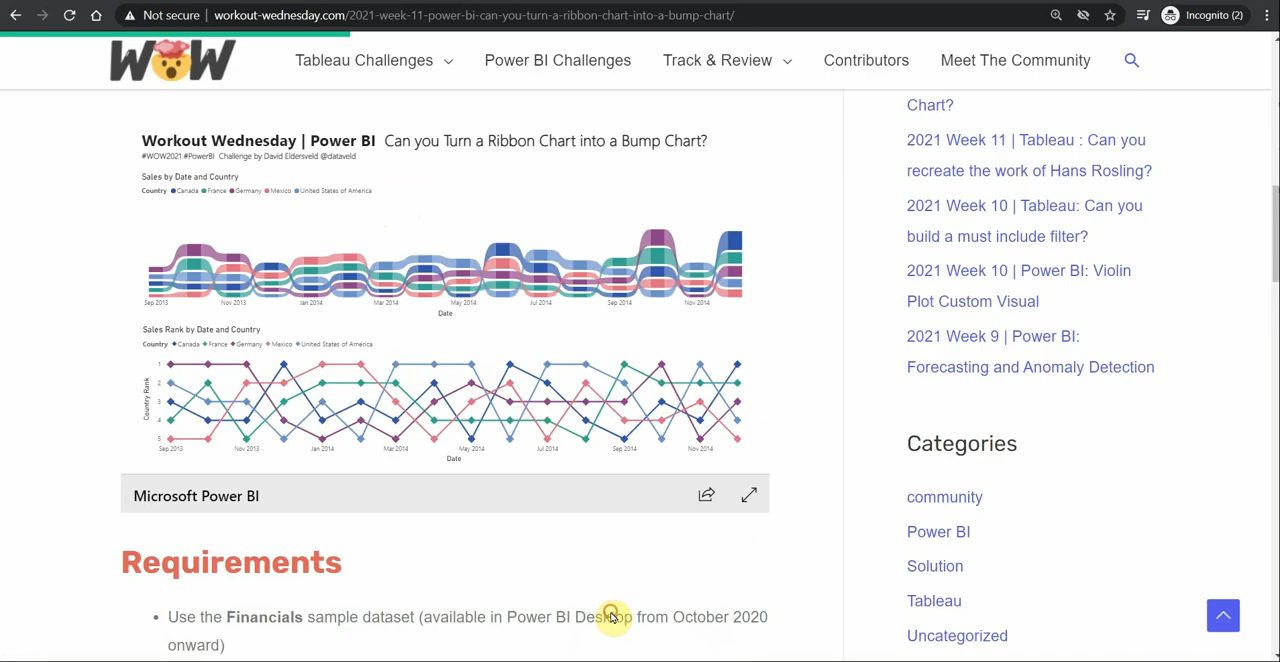 Not secure | workout-wednesday.com/2021-week-11-power-bi-can-you-turn-a-ribbon-chart-into-a-bump-chart/
Incognito (2)
WOW
Tableau Challenges
Power BI Challenges
Track & Review
Contributors
Meet The Community
Workout Wednesday | Power BI Can you Turn a Ribbon Chart into a Bump Chart?
#WOW2021 #PowerBI Challenge by David Eldersveld @dataveld
Sales by Date and Country
Country Canada France Germany Mexico United States of America
Sep 2013 Nov 2013 Jan 2014 Mar 2014 May 2014 Jul 2014 Sep 2014 Nov 2014
Date
Sales Rank by Date and Country
Country Canada France Germany Mexico United States of America
Country Rank
1
2
3
4
5
Sep 2013 Nov 2013 Jan 2014 Mar 2014 May 2014 Jul 2014 Sep 2014 Nov 2014
Date
Microsoft Power BI
Requirements
• Use the Financials sample dataset (available in Power BI Desktop from October 2020
onward)
Chart?
2021 Week 11 | Tableau : Can you
recreate the work of Hans Rosling?
2021 Week 10 | Tableau: Can you
build a must include filter?
2021 Week 10 | Power BI: Violin
Plot Custom Visual
2021 Week 9 | Power BI:
Forecasting and Anomaly Detection
Categories
community
Power BI
Solution
Tableau
Uncategorized